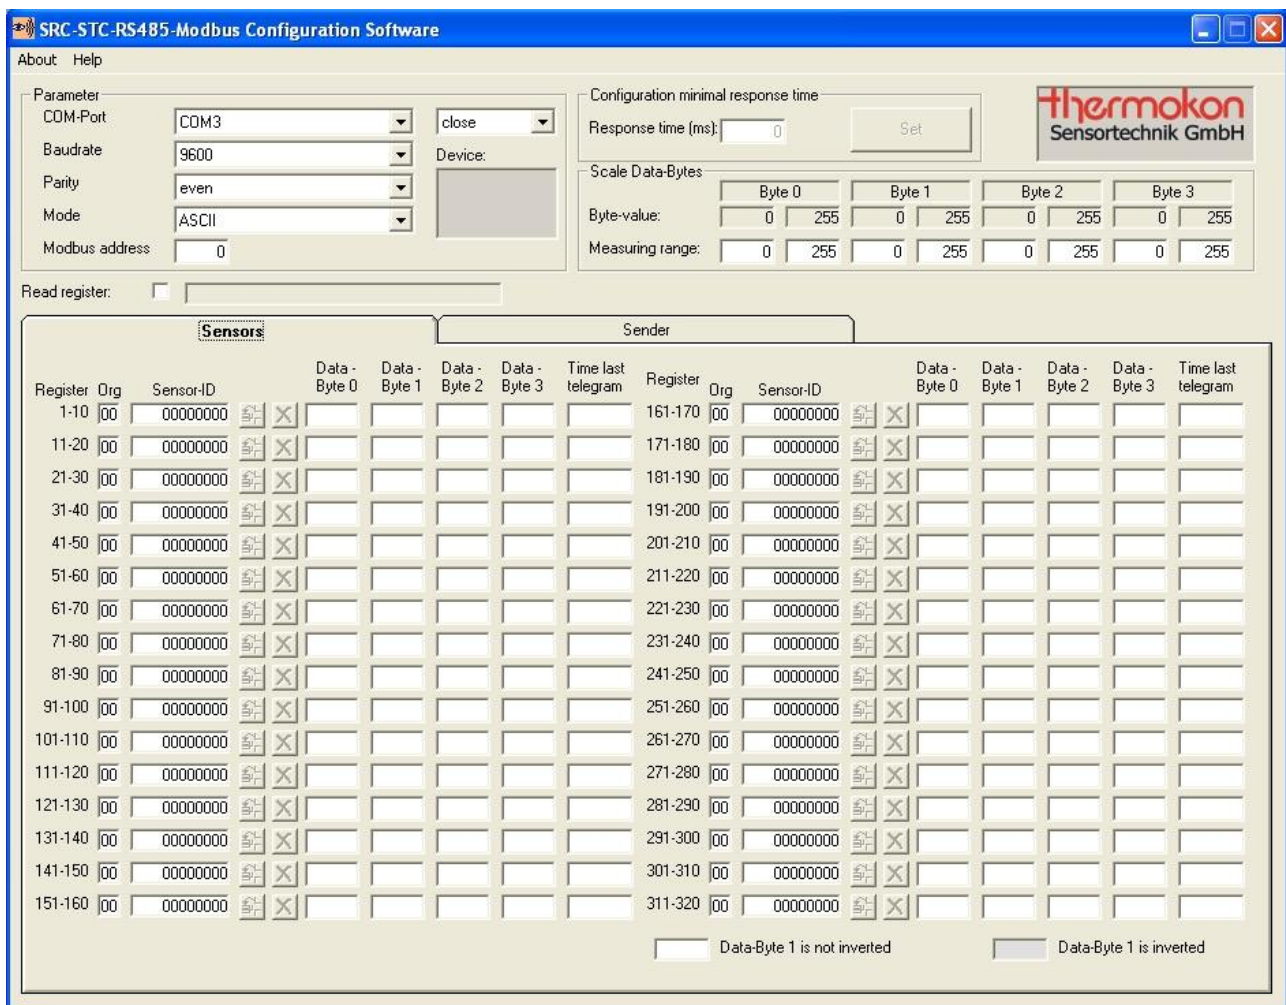 SRC-STC-RS485-Modbus Configuration Software
About Help
Parameter
COM-Port COM3 close
Baudrate 9600 Device:
Parity even
Mode ASCII
Modbus address 0
Configuration minimal response time
Response time (ms): 0 Set
thermokon
Sensortechnik GmbH
Scale Data-Bytes
Byte 0 Byte 1 Byte 2 Byte 3
Byte-value: 0 255 0 255 0 255 0 255
Measuring range: 0 255 0 255 0 255 0 255
Read register:
Sensors Sender
Register Org Sensor-ID Data - Byte 0 Data - Byte 1 Data - Byte 2 Data - Byte 3 Time last telegram Register Org Sensor-ID Data - Byte 0 Data - Byte 1 Data - Byte 2 Data - Byte 3 Time last telegram
1-10 00 00000000 X 161-170 00 00000000 X
11-20 00 00000000 X 171-180 00 00000000 X
21-30 00 00000000 X 181-190 00 00000000 X
31-40 00 00000000 X 191-200 00 00000000 X
41-50 00 00000000 X 201-210 00 00000000 X
51-60 00 00000000 X 211-220 00 00000000 X
61-70 00 00000000 X 221-230 00 00000000 X
71-80 00 00000000 X 231-240 00 00000000 X
81-90 00 00000000 X 241-250 00 00000000 X
91-100 00 00000000 X 251-260 00 00000000 X
101-110 00 00000000 X 261-270 00 00000000 X
111-120 00 00000000 X 271-280 00 00000000 X
121-130 00 00000000 X 281-290 00 00000000 X
131-140 00 00000000 X 291-300 00 00000000 X
141-150 00 00000000 X 301-310 00 00000000 X
151-160 00 00000000 X 311-320 00 00000000 X
Data-Byte 1 is not inverted Data-Byte 1 is inverted